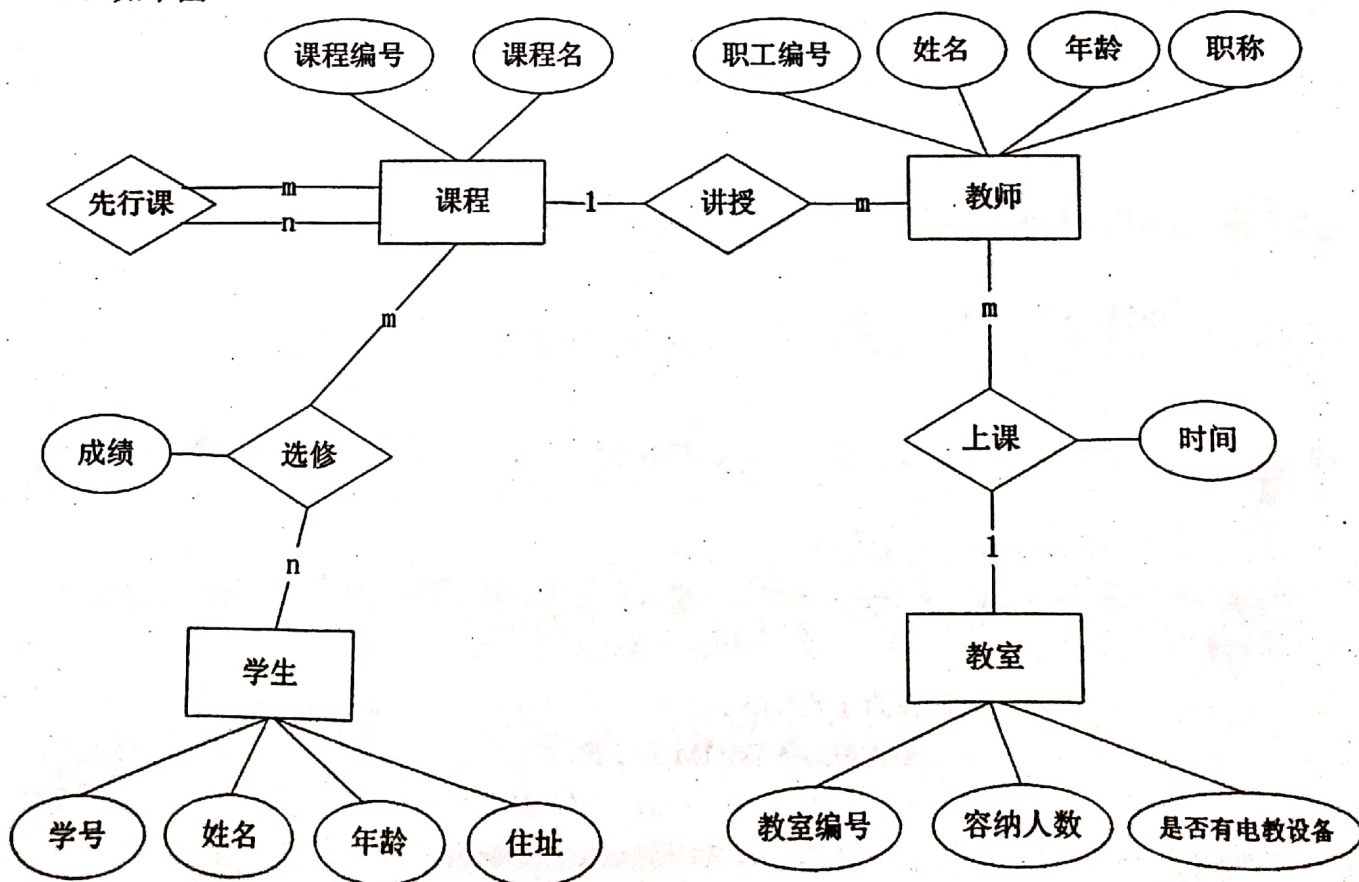 课程编号 课程名 职工编号 姓名 年龄 职称
先行课 m n 课程 1 讲授 m 教师
m m
成绩 选修 上课 时间
n 1
学生 教室
学号 姓名 年龄 住址 教室编号 容纳人数 是否有电教设备